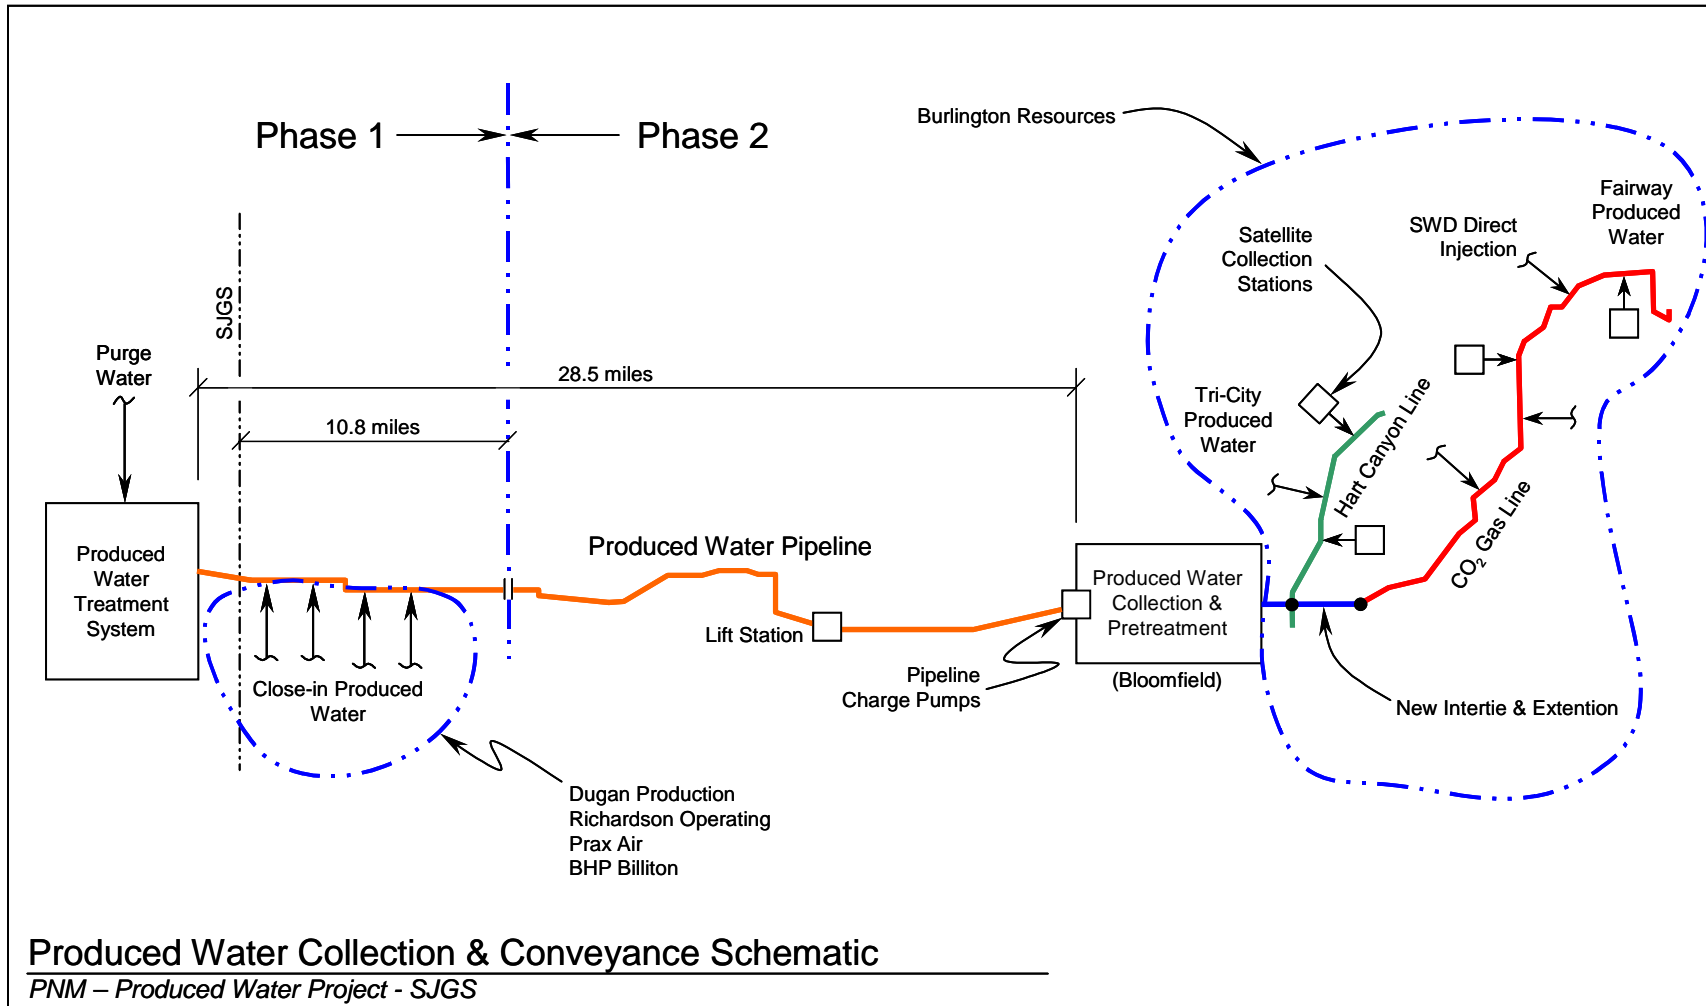 Phase 1
Phase 2
Burlington Resources
Fairway
Produced
Water
SWD Direct
Injection
Satellite
Collection
Stations
SJGS
Purge
Water
28.5 miles
10.8 miles
Tri-City
Produced
Water
Hart Canyon Line
CO2 Gas Line
Produced
Water
Treatment
System
Produced Water Pipeline
Lift Station
Produced Water
Collection &
Pretreatment
(Bloomfield)
Pipeline
Charge Pumps
New Intertie & Extention
Close-in Produced
Water
Dugan Production
Richardson Operating
Prax Air
BHP Billiton
Produced Water Collection & Conveyance Schematic
PNM – Produced Water Project - SJGS